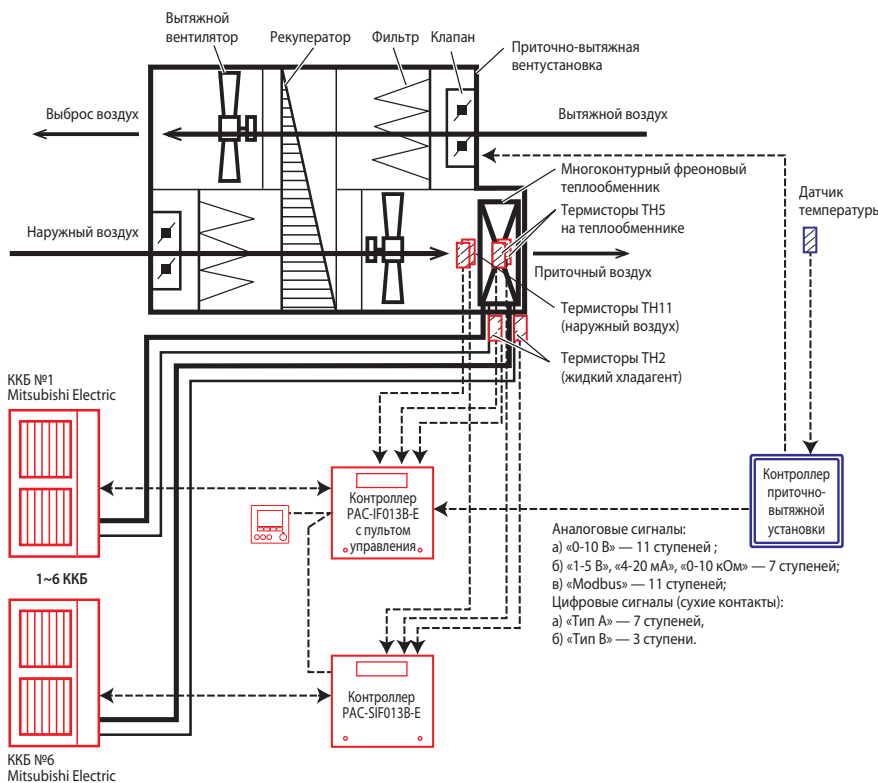 Вытяжной
вентилятор
Рекуператор
Фильтр
Клапан
Приточно-вытяжная
вентустановка
Выброс воздух
Вытяжной воздух
Многоконтурный фреоновый
теплообменник
Термисторы TH5
на теплообменнике
Датчик
температуры
Наружный воздух
Приточный воздух
Термисторы TH11
(наружный воздух)
Термисторы TH2
(жидкий хладагент)
ККБ №1
Mitsubishi Electric
Контроллер
PAC-IF013B-E
с пультом
управления
Контроллер
приточно-
вытяжной
установки
Аналоговые сигналы:
а) «0-10 В» — 11 ступеней ;
б) «1-5 В», «4-20 мА», «0-10 кОм» — 7 ступеней;
в) «Modbus» — 11 ступеней;
Цифровые сигналы (сухие контакты):
а) «Тип А» — 7 ступеней,
б) «Тип В» — 3 ступени.
1~6 ККБ
Контроллер
PAC-SIF013B-E
ККБ №6
Mitsubishi Electric